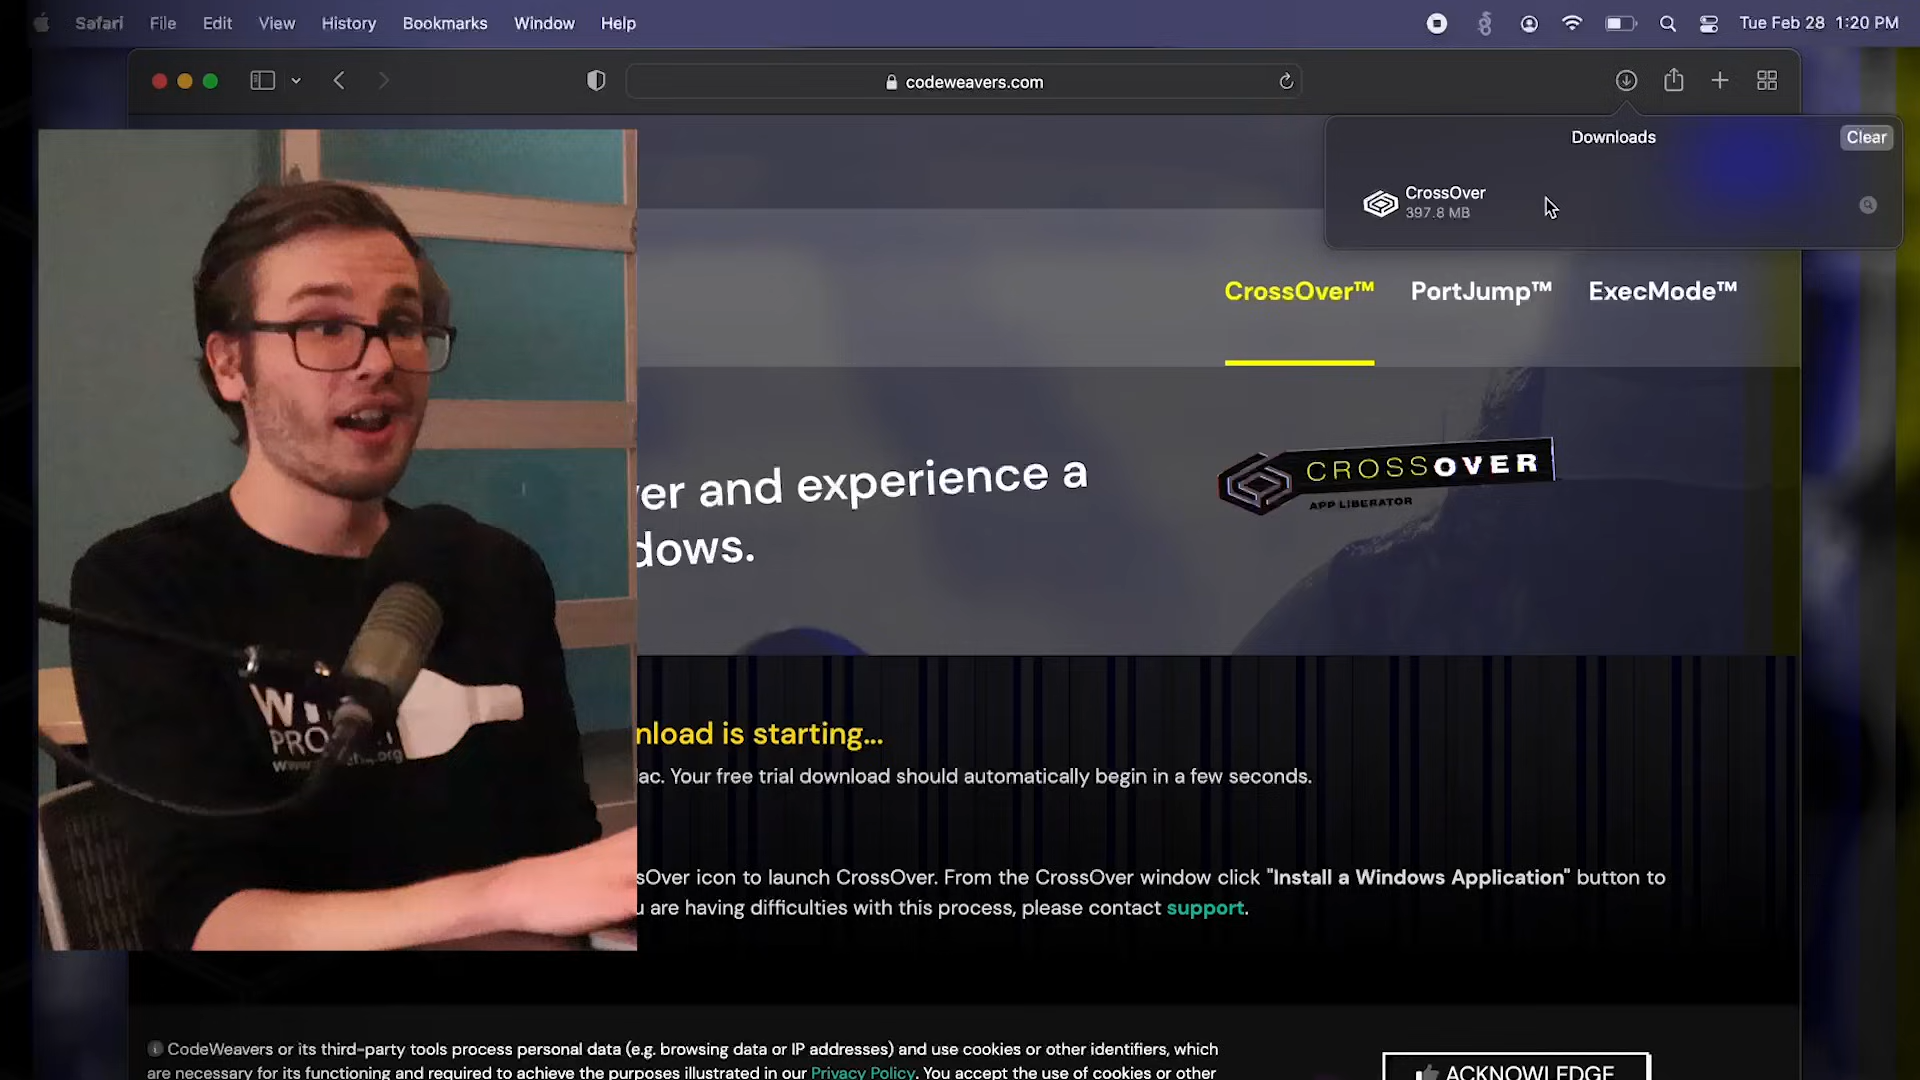 Safari File Edit View History Bookmarks Window Help Tue Feb 28 1:20 PM
codeweavers.com
Downloads Clear
CrossOver
397.8 MB
CrossOver™ PortJump™ ExecMode™
CROSSOVER
APP LIBERATOR
er and experience a
dows.
nload is starting...
ac. Your free trial download should automatically begin in a few seconds.
PRO
sOver icon to launch CrossOver. From the CrossOver window click "Install a Windows Application" button to
u are having difficulties with this process, please contact support.
CodeWeavers or its third-party tools process personal data (e.g. browsing data or IP addresses) and use cookies or other identifiers, which
are necessary for its functioning and required to achieve the purposes illustrated in our Privacy Policy. You accept the use of cookies or other
ACKNOWLEDGE